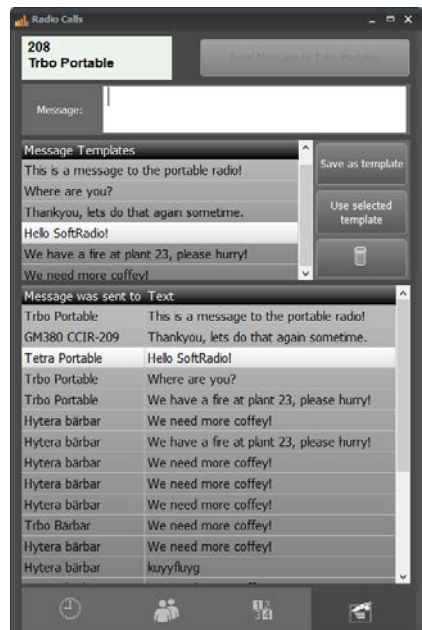 Radio Calls
208
Trbo Portable
Send Message to Trbo Portable
Message:
Message Templates
This is a message to the portable radio!
Where are you?
Thankyou, lets do that again sometime.
Hello SoftRadio!
We have a fire at plant 23, please hurry!
We need more coffey!
Save as template
Use selected
template
Message was sent to Text
Trbo Portable This is a message to the portable radio!
GM380 CCIR-209 Thankyou, lets do that again sometime.
Tetra Portable Hello SoftRadio!
Trbo Portable Where are you?
Trbo Portable We have a fire at plant 23, please hurry!
Hytera bärbar We need more coffey!
Hytera bärbar We have a fire at plant 23, please hurry!
Hytera bärbar We need more coffey!
Hytera bärbar We need more coffey!
Hytera bärbar We need more coffey!
Trbo Bärbar We need more coffey!
Hytera bärbar We need more coffey!
Hytera bärbar kuyyfluyg